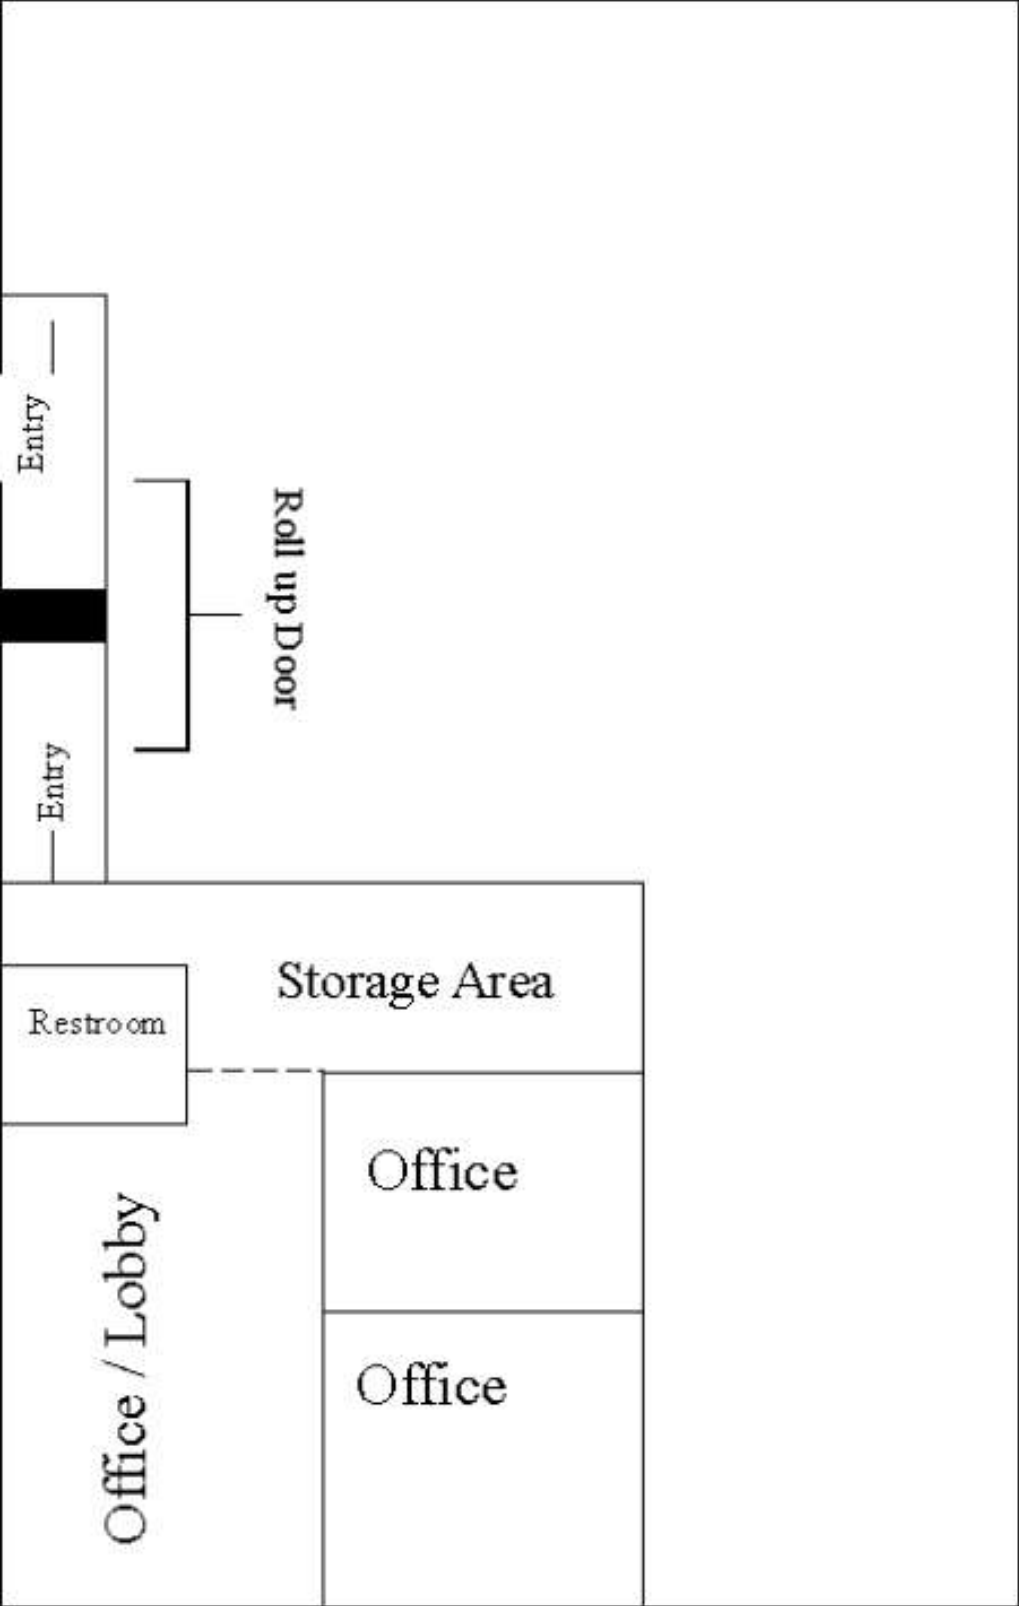 Entry
Roll up Door
Entry
Storage Area
Restroom
Office
Office / Lobby
Office